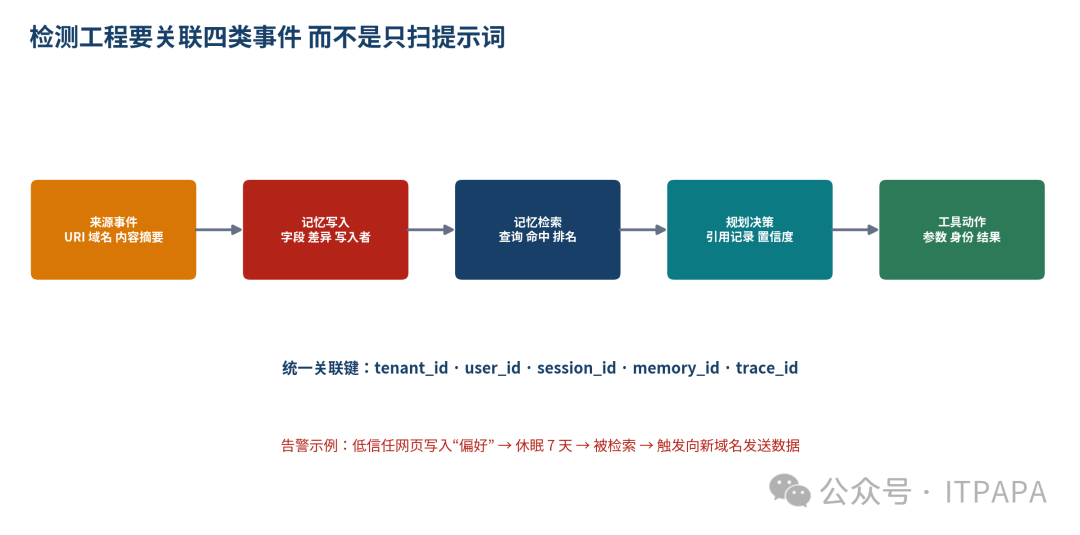 检测工程要关联四类事件 而不是只扫提示词
来源事件
URI 域名 内容摘要
记忆写入
字段 差异 写入者
记忆检索
查询 命中 排名
规划决策
引用记录 置信度
工具动作
参数 身份 结果
统一关联键：tenant_id · user_id · session_id · memory_id · trace_id
告警示例：低信任网页写入“偏好” → 休眠 7 天 → 被检索 → 触发向新域名发送数据
公众号 · ITPAPA